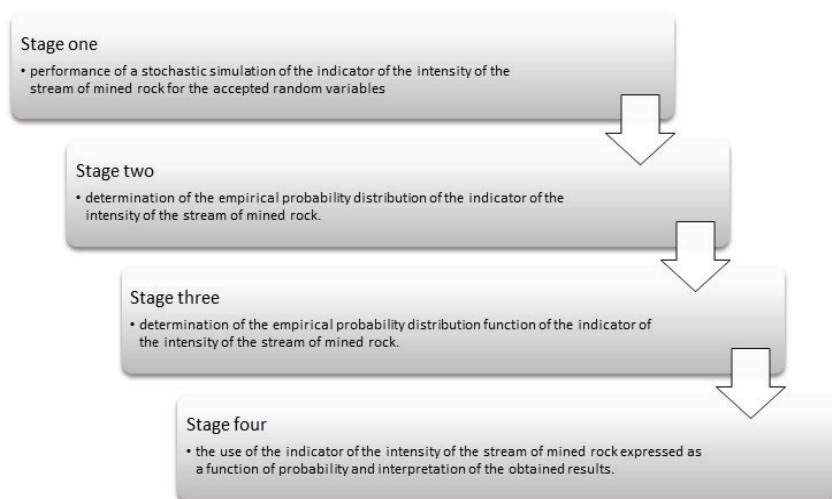 Stage one
• performance of a stochastic simulation of the indicator of the intensity of the
stream of mined rock for the accepted random variables
Stage two
• determination of the empirical probability distribution of the indicator of the
intensity of the stream of mined rock.
Stage three
• determination of the empirical probability distribution function of the indicator of
the intensity of the stream of mined rock.
Stage four
• the use of the indicator of the intensity of the stream of mined rock expressed as
a function of probability and interpretation of the obtained results.